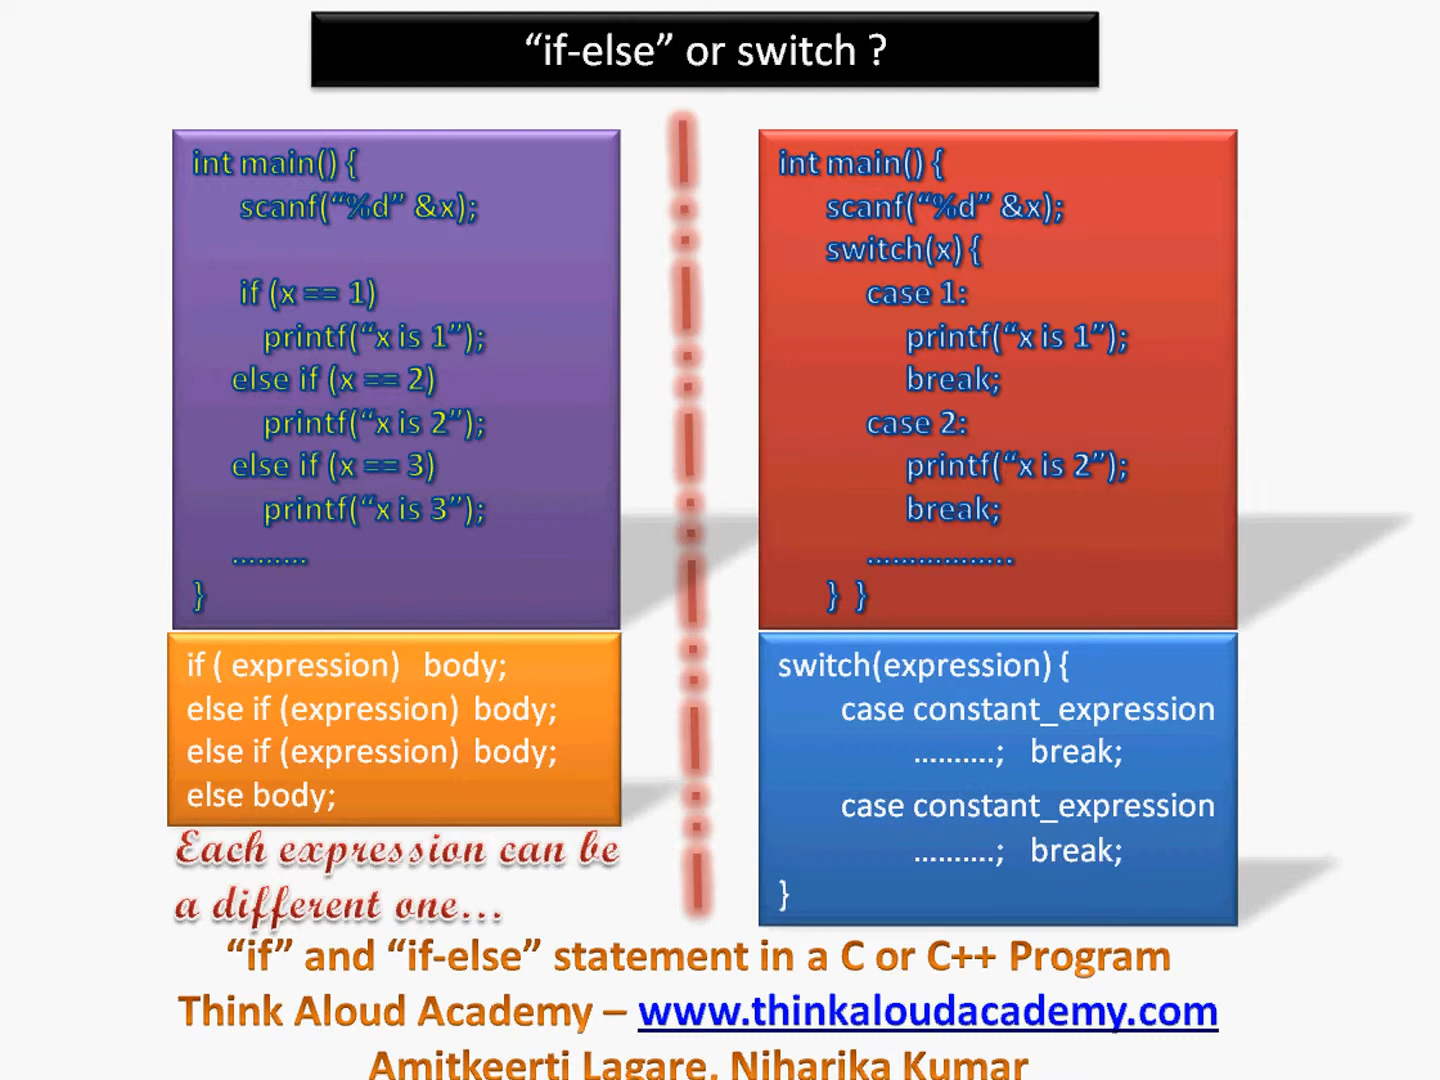 “if-else” or switch ?
int main() {
scanf(“%d” &x);
if (x == 1)
printf(“x is 1”);
else if (x == 2)
printf(“x is 2”);
else if (x == 3)
printf(“x is 3”);
.........
}
if ( expression) body;
else if (expression) body;
else if (expression) body;
else body;
Each expression can be
a different one...
int main() {
scanf(“%d” &x);
switch(x) {
case 1:
printf(“x is 1”);
break;
case 2:
printf(“x is 2”);
break;
.................
} }
switch(expression) {
case constant_expression
..........; break;
case constant_expression
..........; break;
}
“if” and “if-else” statement in a C or C++ Program
Think Aloud Academy – www.thinkaloudacademy.com
Amitkeerti Lagare, Niharika Kumar